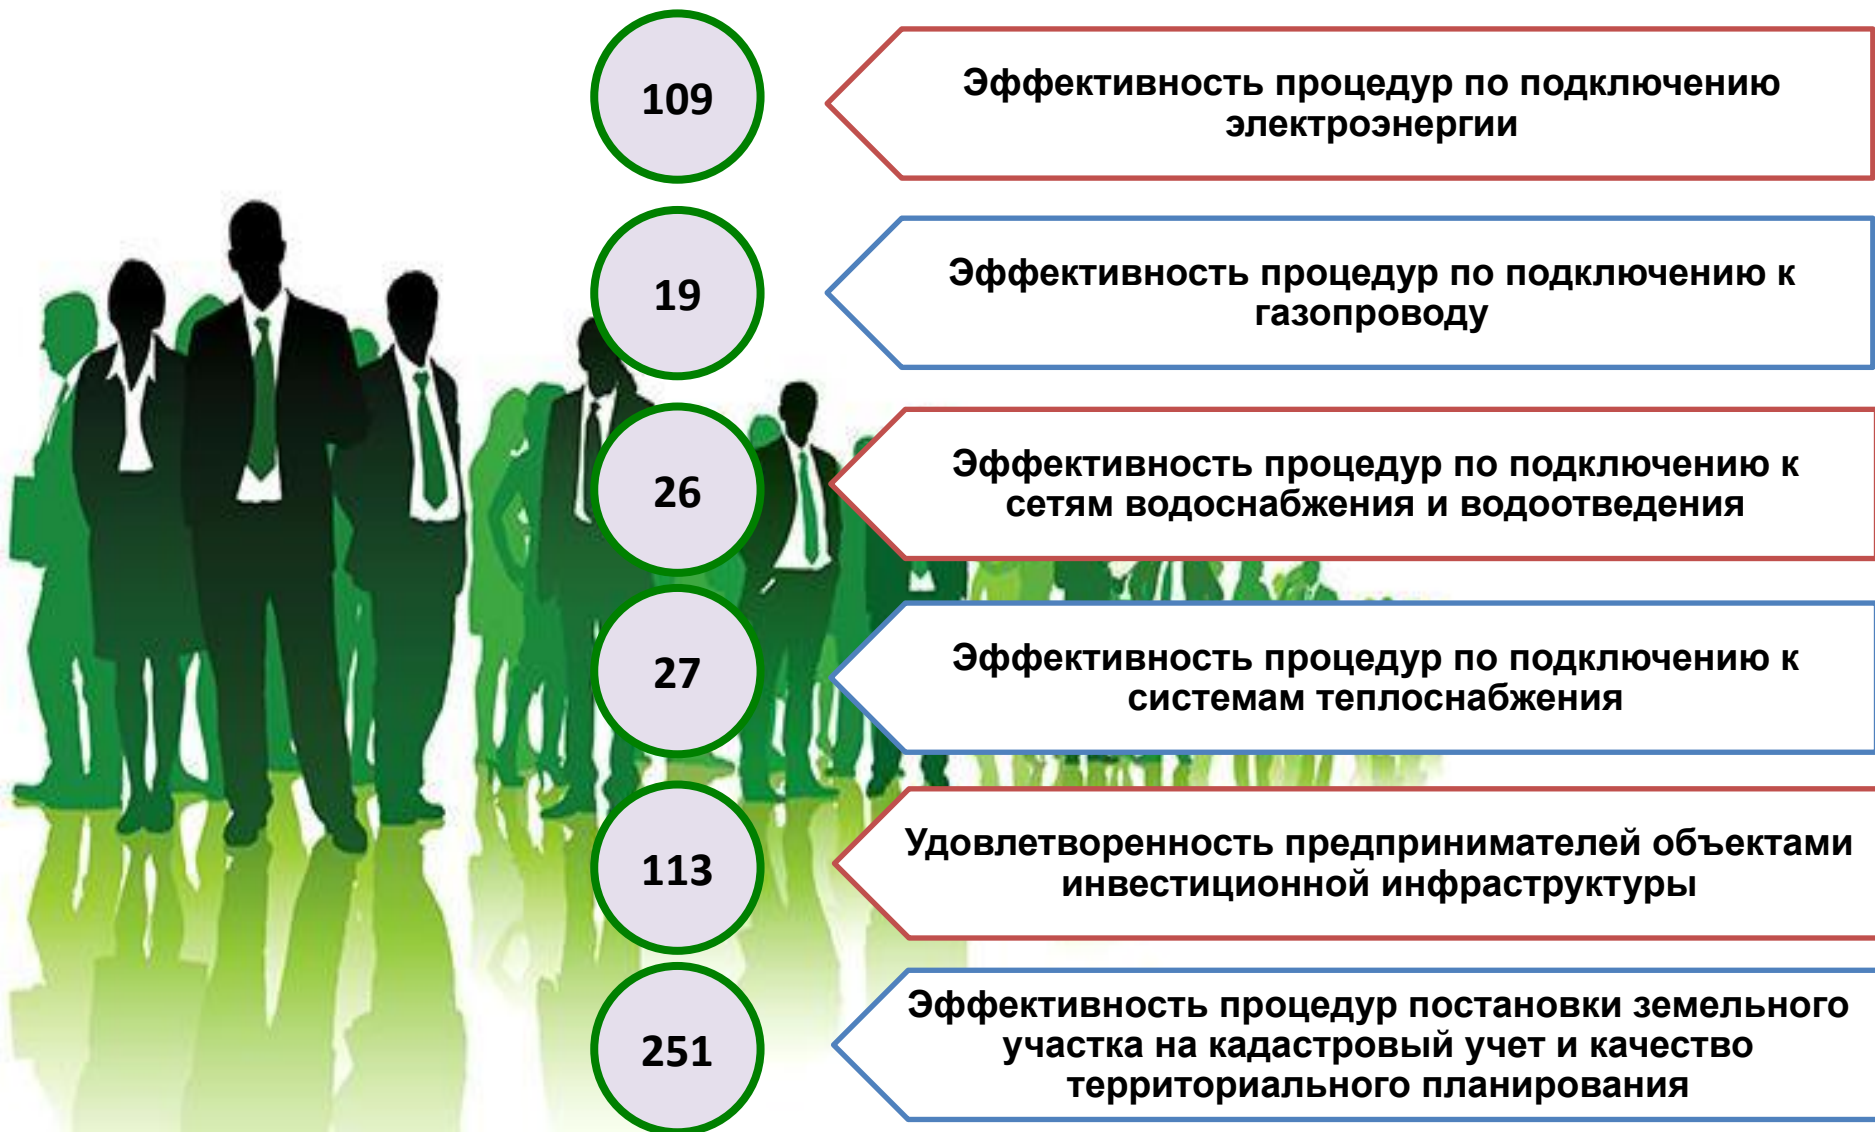 109
Эффективность процедур по подключению
электроэнергии
19
Эффективность процедур по подключению к
газопроводу
26
Эффективность процедур по подключению к
сетям водоснабжения и водоотведения
27
Эффективность процедур по подключению к
системам теплоснабжения
113
Удовлетворенность предпринимателей объектами
инвестиционной инфраструктуры
251
Эффективность процедур постановки земельного
участка на кадастровый учет и качество
территориального планирования